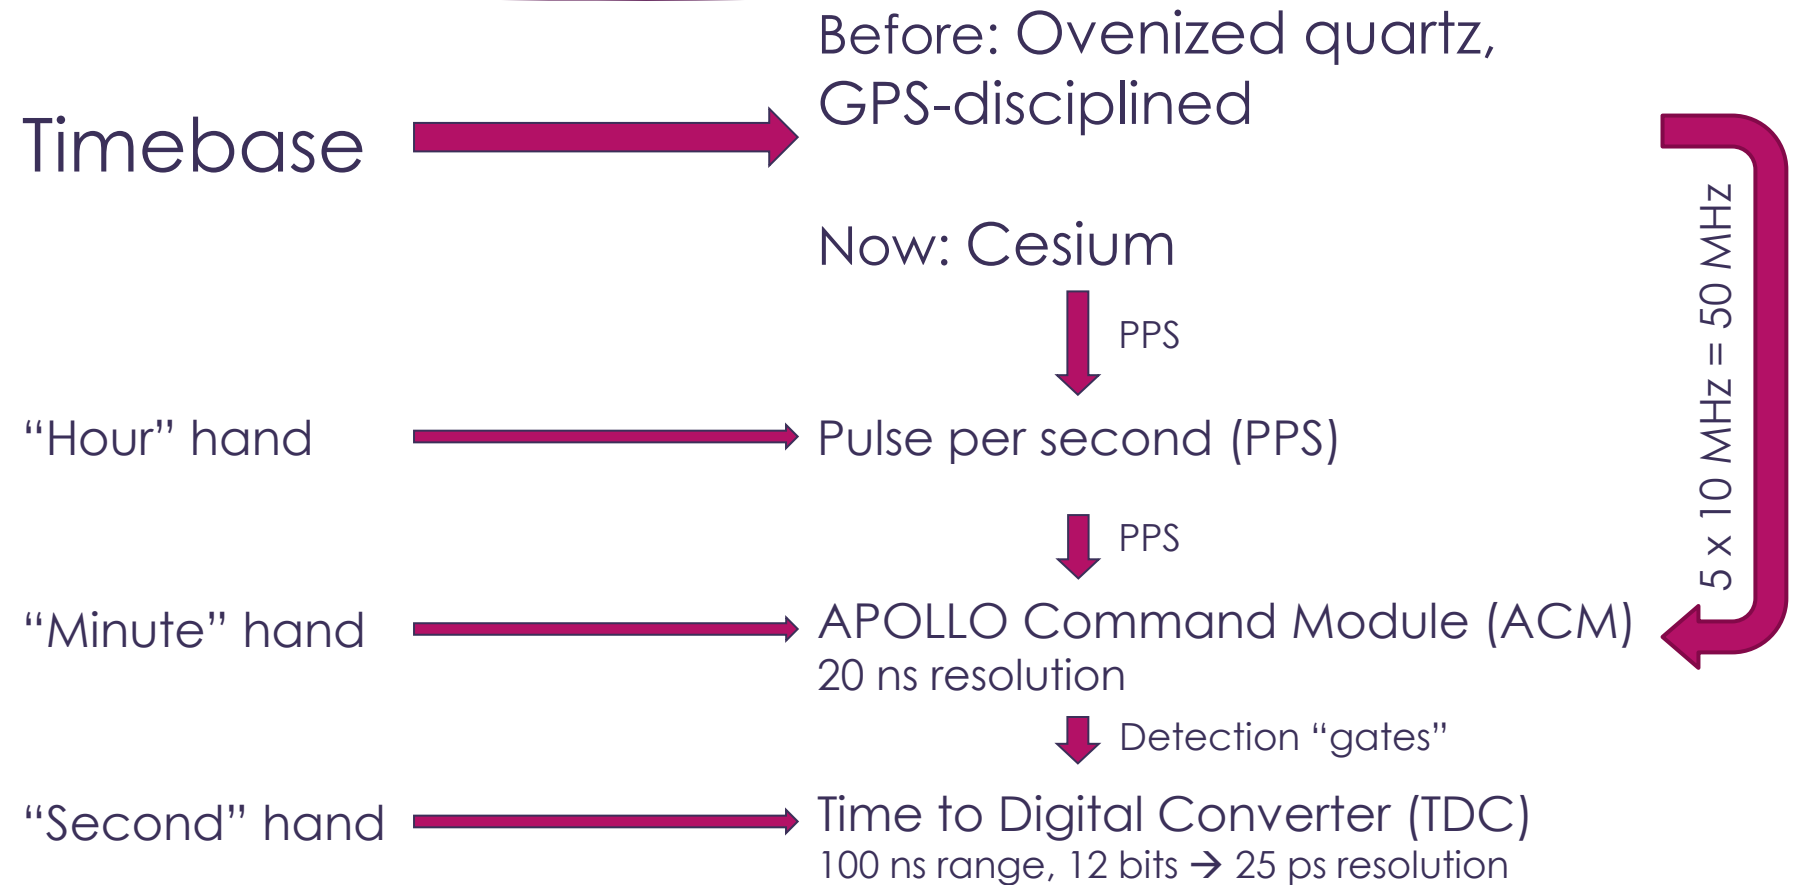 Before: Ovenized quartz,
GPS-disciplined
Timebase
Now: Cesium
5 x 10 MHz = 50 MHz
PPS
“Hour” hand
Pulse per second (PPS)
PPS
“Minute” hand
APOLLO Command Module (ACM)
20 ns resolution
Detection “gates”
“Second” hand
Time to Digital Converter (TDC)
100 ns range, 12 bits → 25 ps resolution